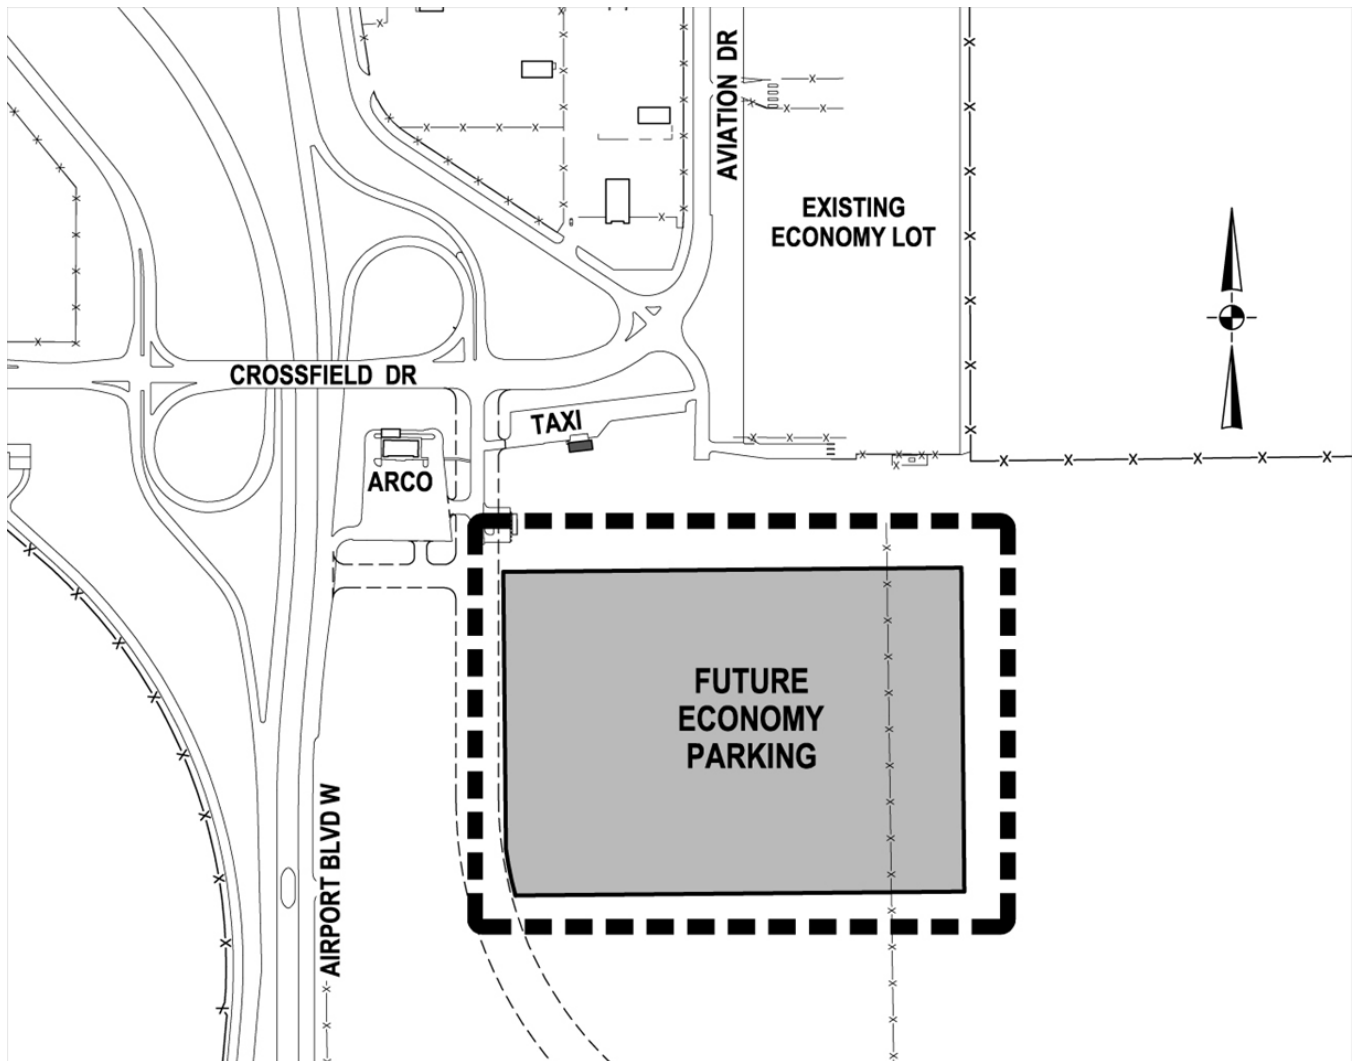 AVIATION DR
EXISTING
ECONOMY LOT
CROSSFIELD DR
TAXI
ARCO
FUTURE
ECONOMY
PARKING
AIRPORT BLVD W